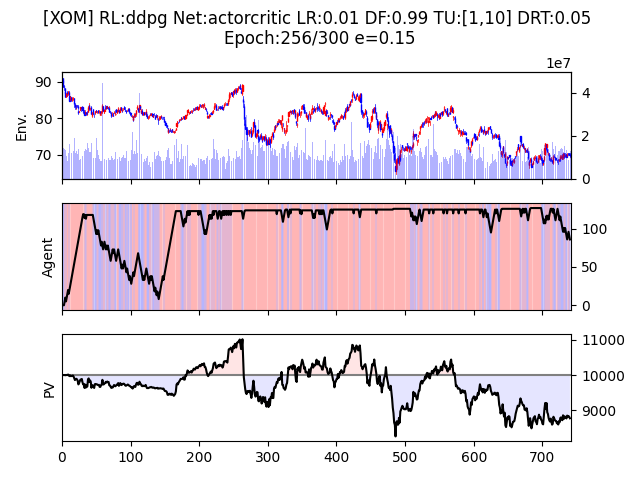 [XOM] RL:ddpg Net:actorcritic LR:0.01 DF:0.99 TU:[1,10] DRT:0.05
Epoch:256/300 e=0.15
1e7
90
80
70
Env.
4
2
0
Agent
100
50
0
PV
11000
10000
9000
0 100 200 300 400 500 600 700